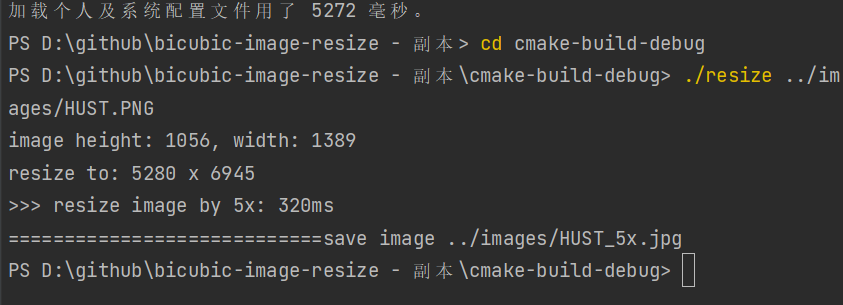 加载个人及系统配置文件用了 5272 毫秒。
PS D:\github\bicubic-image-resize - 副本> cd cmake-build-debug
PS D:\github\bicubic-image-resize - 副本\cmake-build-debug> ./resize ../im
ages/HUST.PNG
image height: 1056, width: 1389
resize to: 5280 x 6945
>>> resize image by 5x: 320ms
============================save image ../images/HUST_5x.jpg
PS D:\github\bicubic-image-resize - 副本\cmake-build-debug>